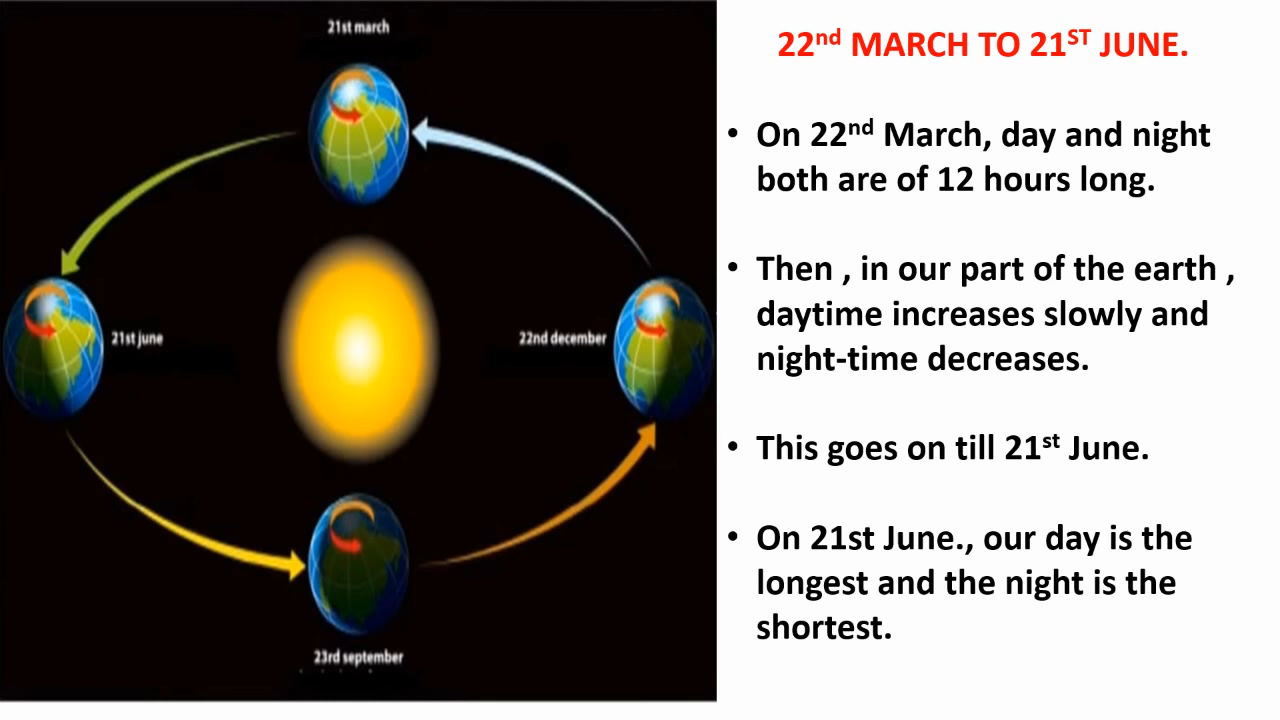 21st march
21st june
22nd december
23rd september
22nd MARCH TO 21ST JUNE.
• On 22nd March, day and night
both are of 12 hours long.
• Then , in our part of the earth ,
daytime increases slowly and
night-time decreases.
• This goes on till 21st June.
• On 21st June., our day is the
longest and the night is the
shortest.